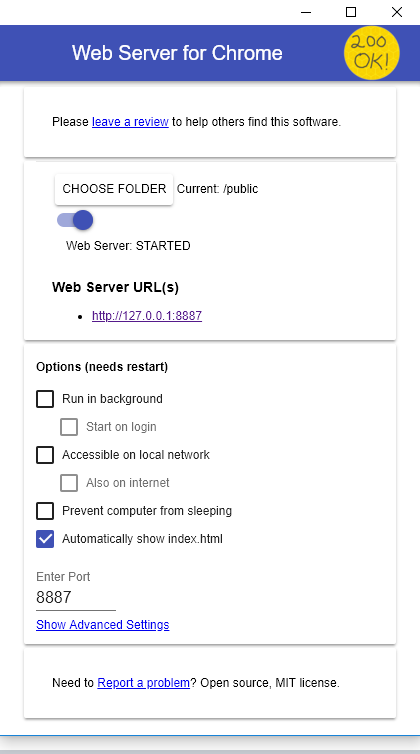 Web Server for Chrome
200
OK!
Please leave a review to help others find this software.
CHOOSE FOLDER Current: /public
Web Server: STARTED
Web Server URL(s)
• http://127.0.0.1:8887
Options (needs restart)
Run in background
Start on login
Accessible on local network
Also on internet
Prevent computer from sleeping
Automatically show index.html
Enter Port
8887
Show Advanced Settings
Need to Report a problem? Open source, MIT license.